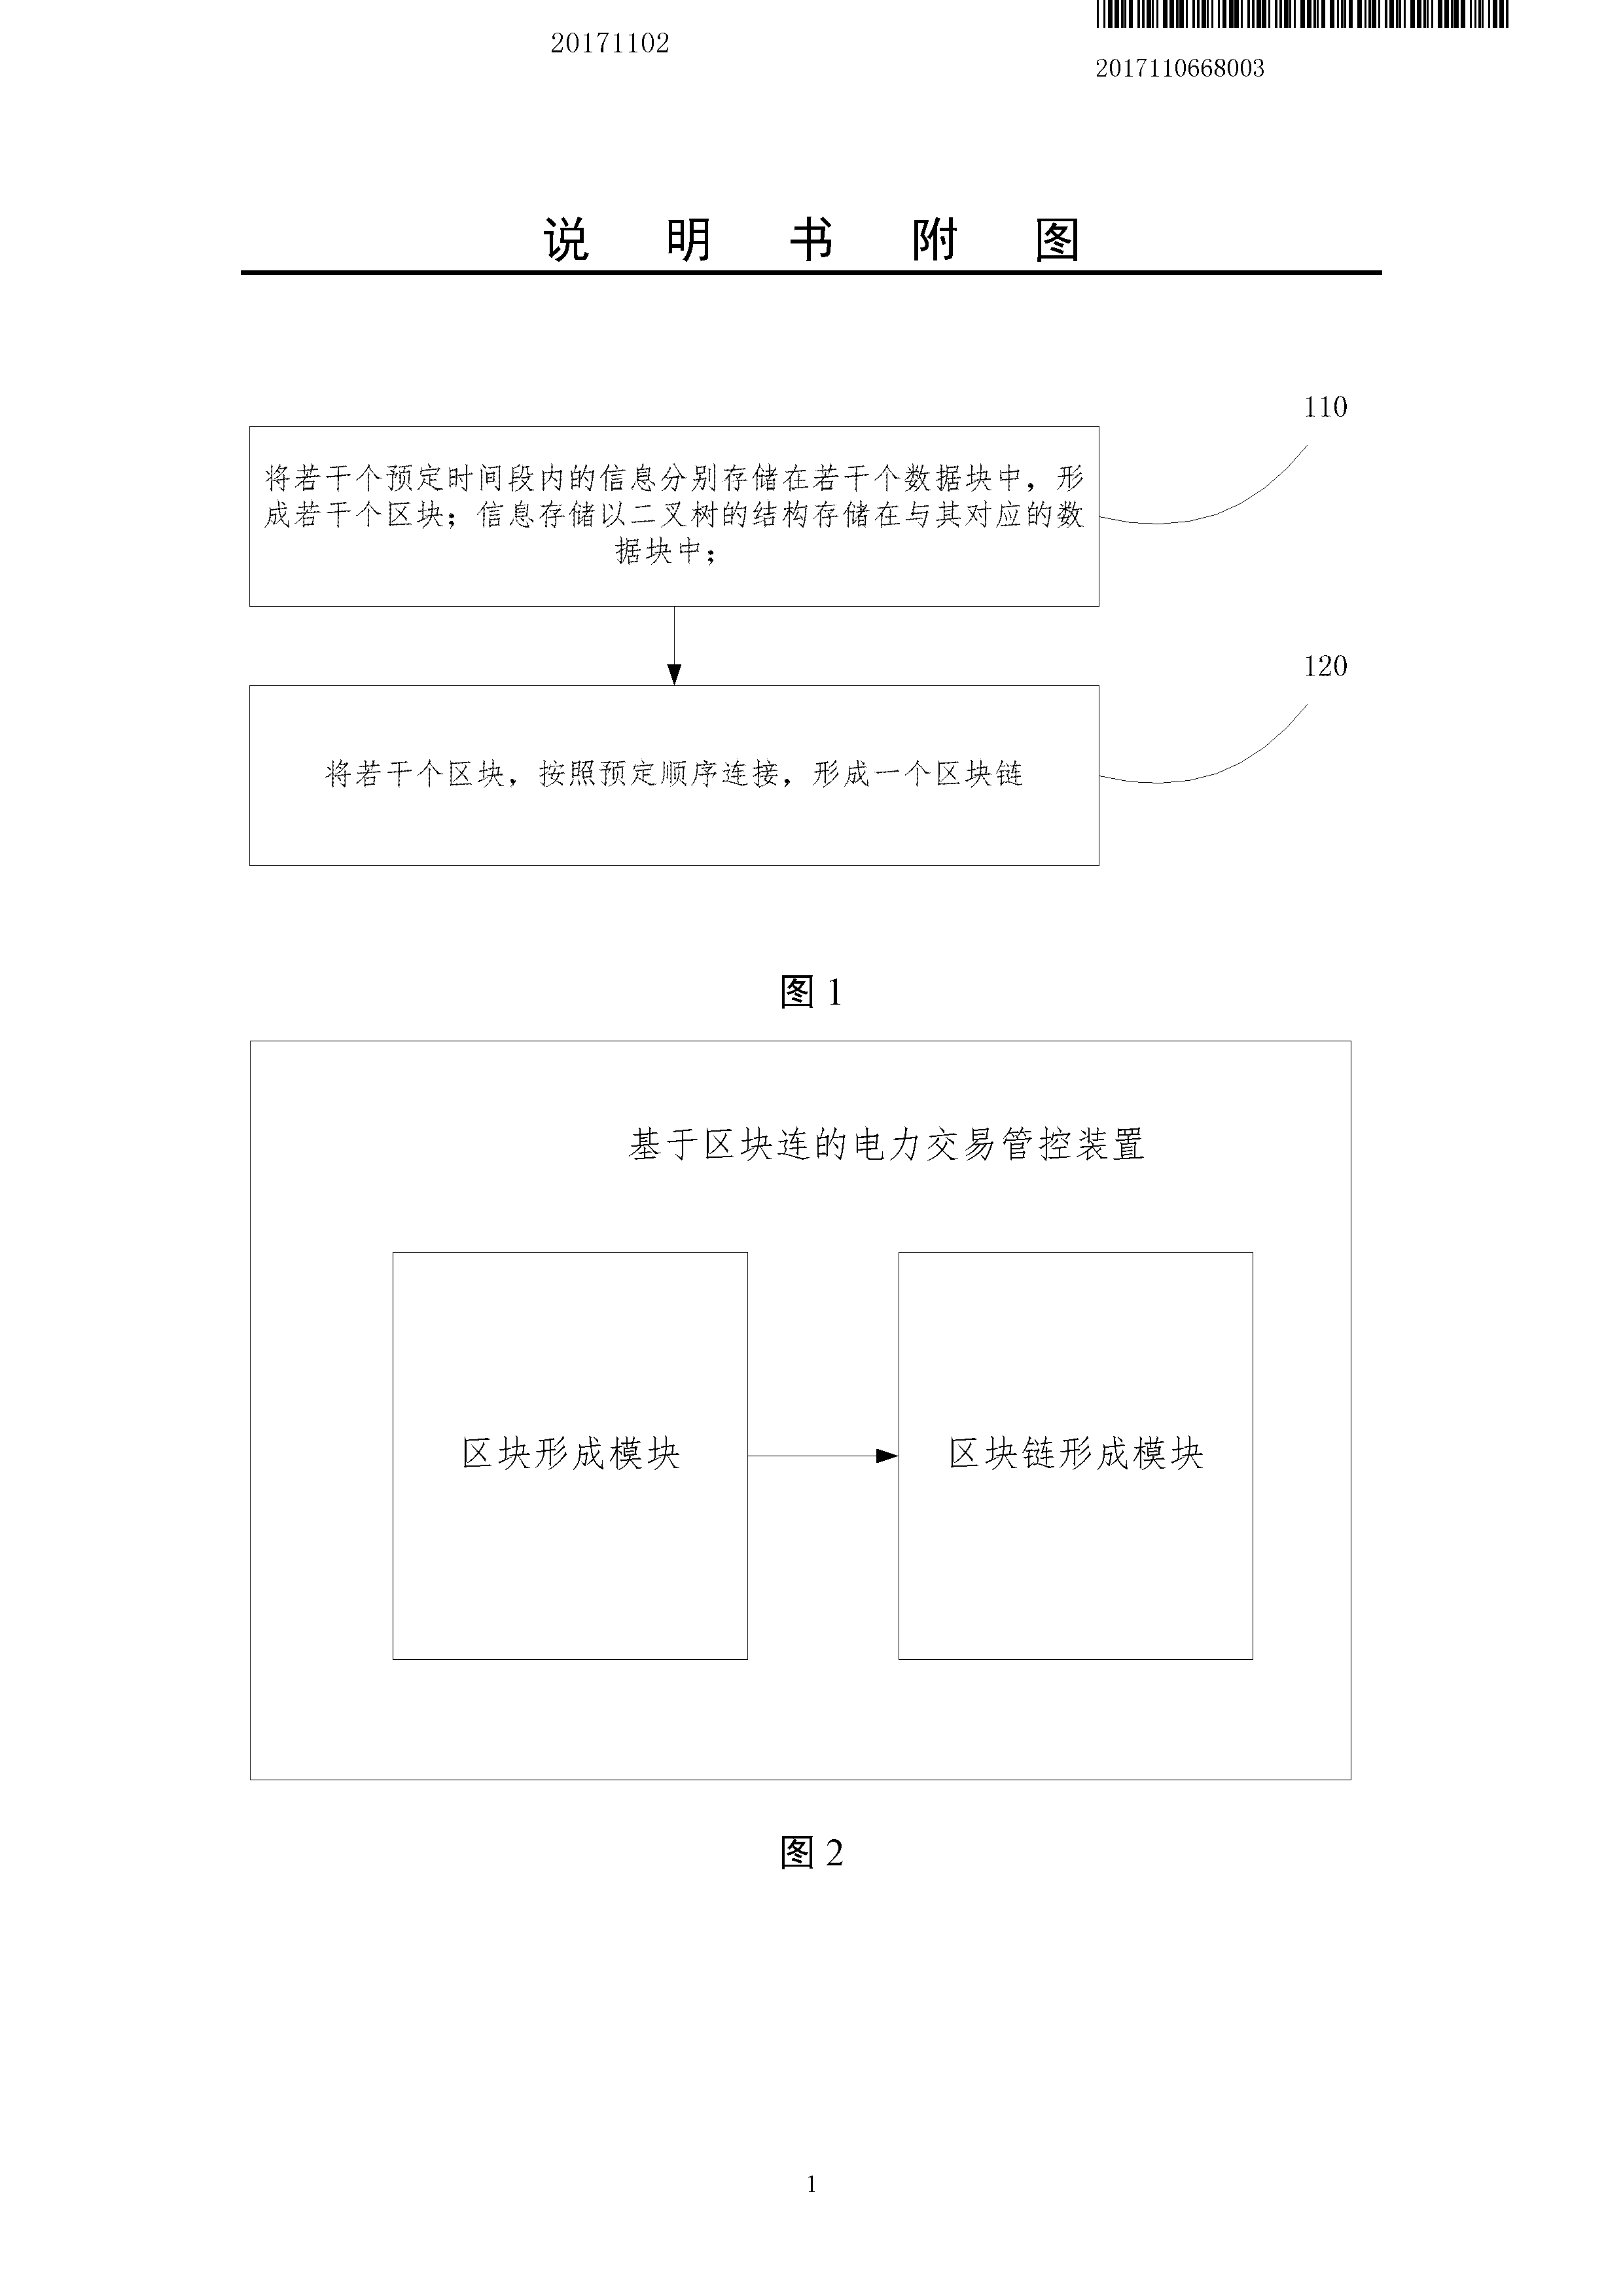 20171102
2017110668003
说 明 书 附 图
110
将若干个预定时间段内的信息分别存储在若干个数据块中，形
成若干个区块；信息存储以二叉树的结构存储在与其对应的数
据块中；
120
将若干个区块，按照预定顺序连接，形成一个区块链
图 1
基于区块连的电力交易管控装置
区块形成模块
区块链形成模块
图 2
1